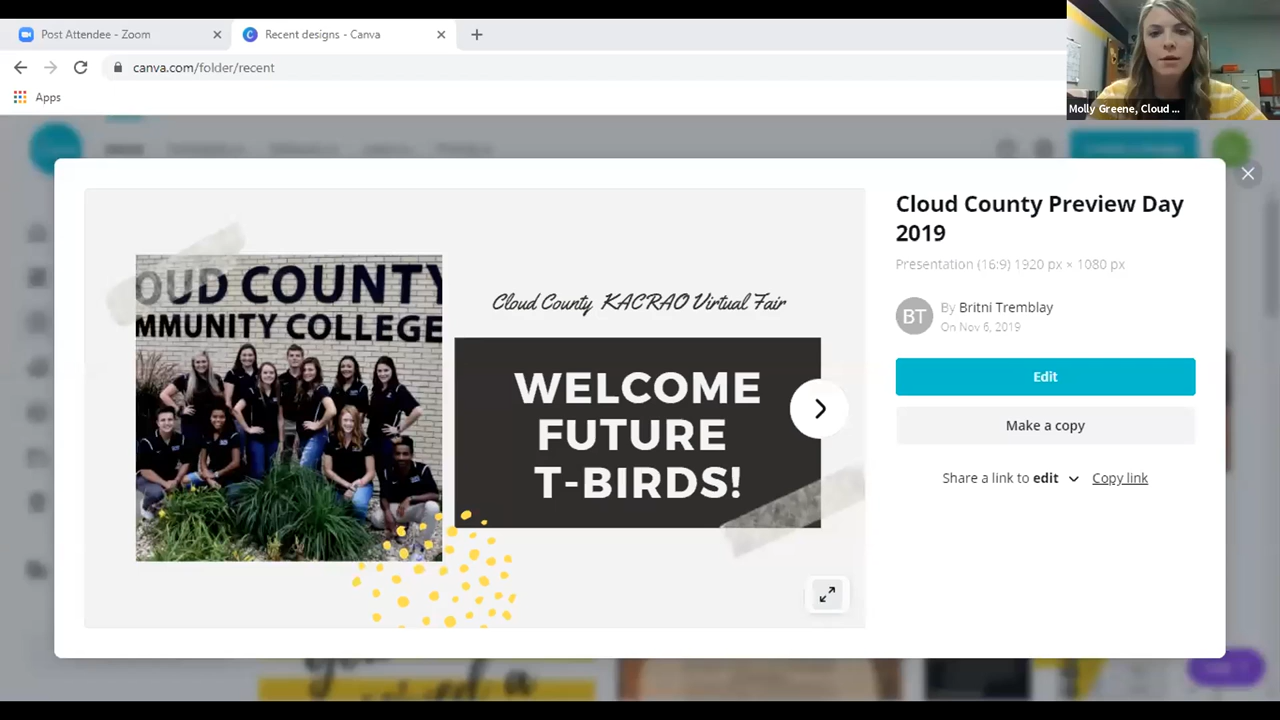 Post Attendee - Zoom
Recent designs - Canva
canva.com/folder/recent
Apps
Molly Greene, Cloud ...
OUD COUNTY
MMUNITY COLLEGE
Cloud County KACRAO Virtual Fair
WELCOME
FUTURE
T-BIRDS!
Cloud County Preview Day
2019
Presentation (16:9) 1920 px × 1080 px
BT
By Britni Tremblay
On Nov 6, 2019
Edit
Make a copy
Share a link to edit
Copy link